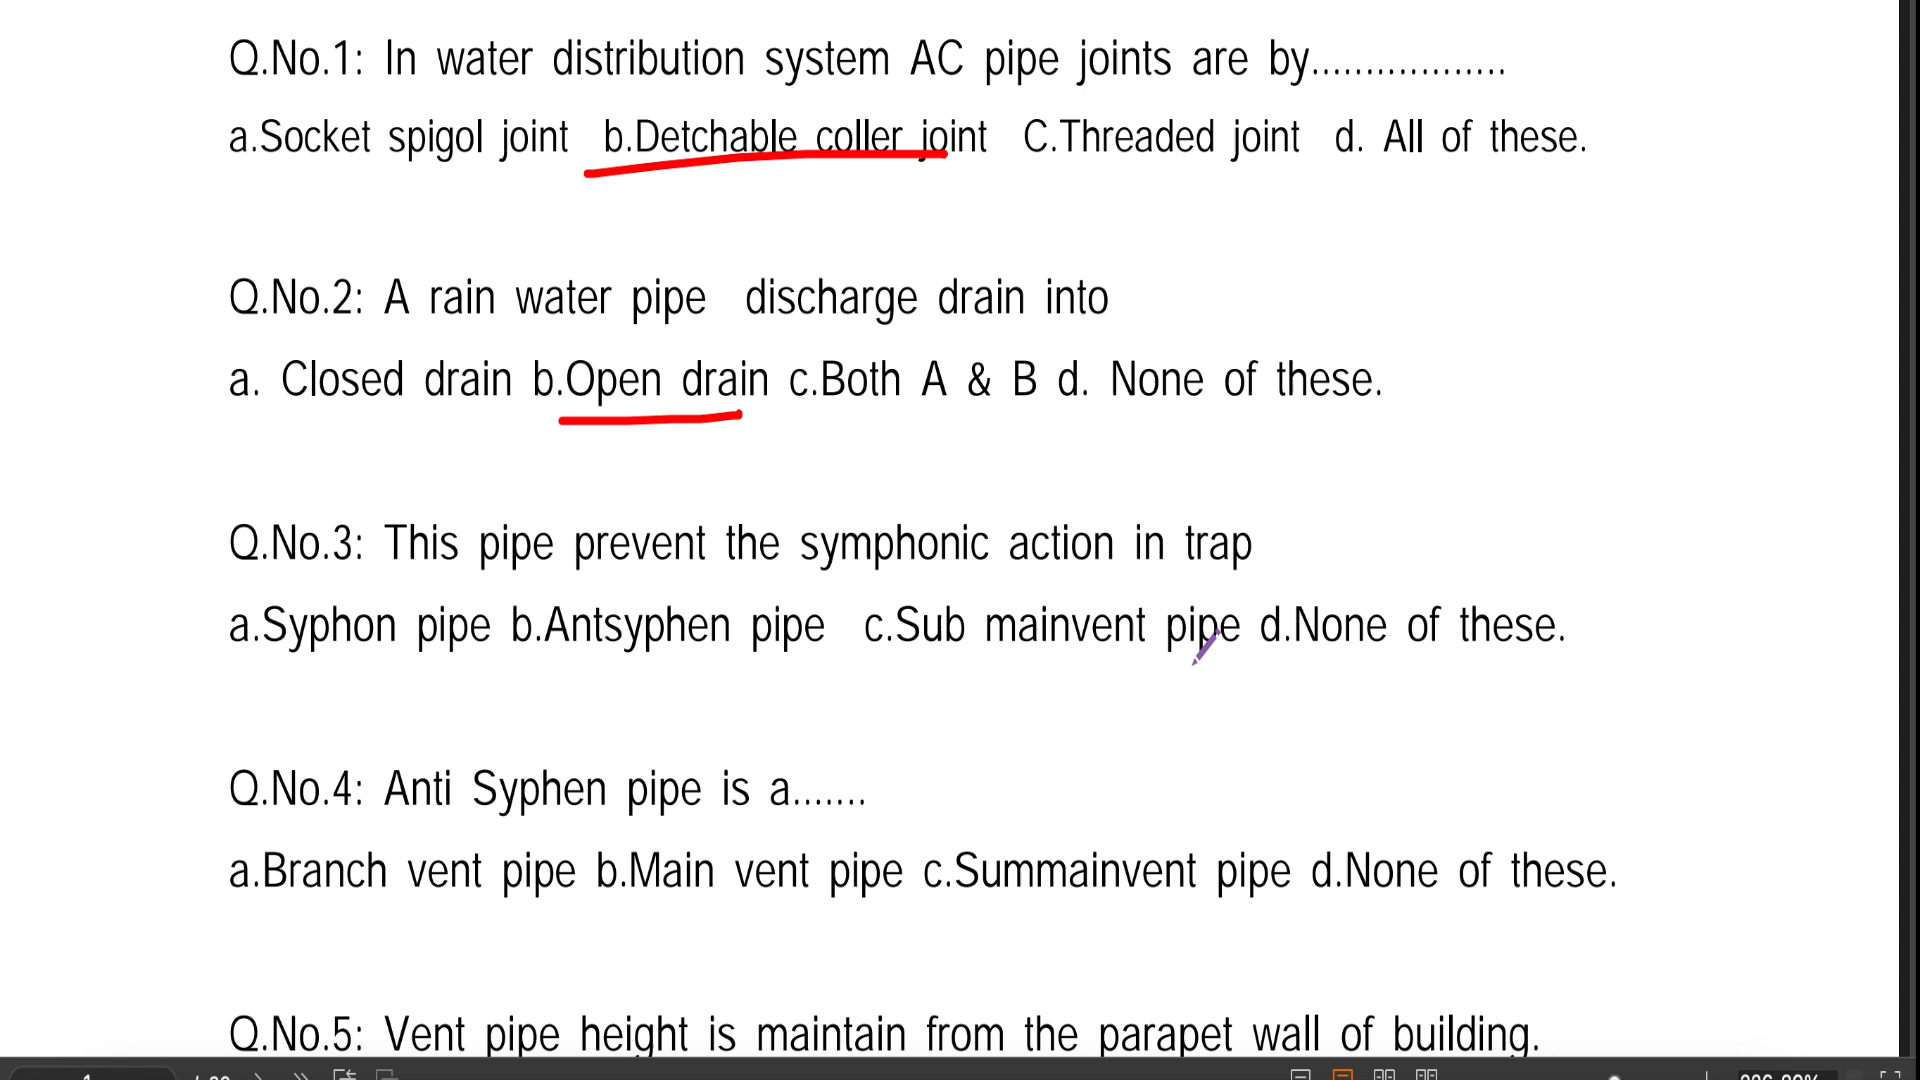 Q.No.1: In water distribution system AC pipe joints are by..................
a.Socket spigol joint b.Detchable coller joint C.Threaded joint d. All of these.
Q.No.2: A rain water pipe discharge drain into
a. Closed drain b.Open drain c.Both A & B d. None of these.
Q.No.3: This pipe prevent the symphonic action in trap
a.Syphon pipe b.Antsyphen pipe c.Sub mainvent pipe d.None of these.
Q.No.4: Anti Syphen pipe is a.......
a.Branch vent pipe b.Main vent pipe c.Summainvent pipe d.None of these.
Q.No.5: Vent pipe height is maintain from the parapet wall of building.